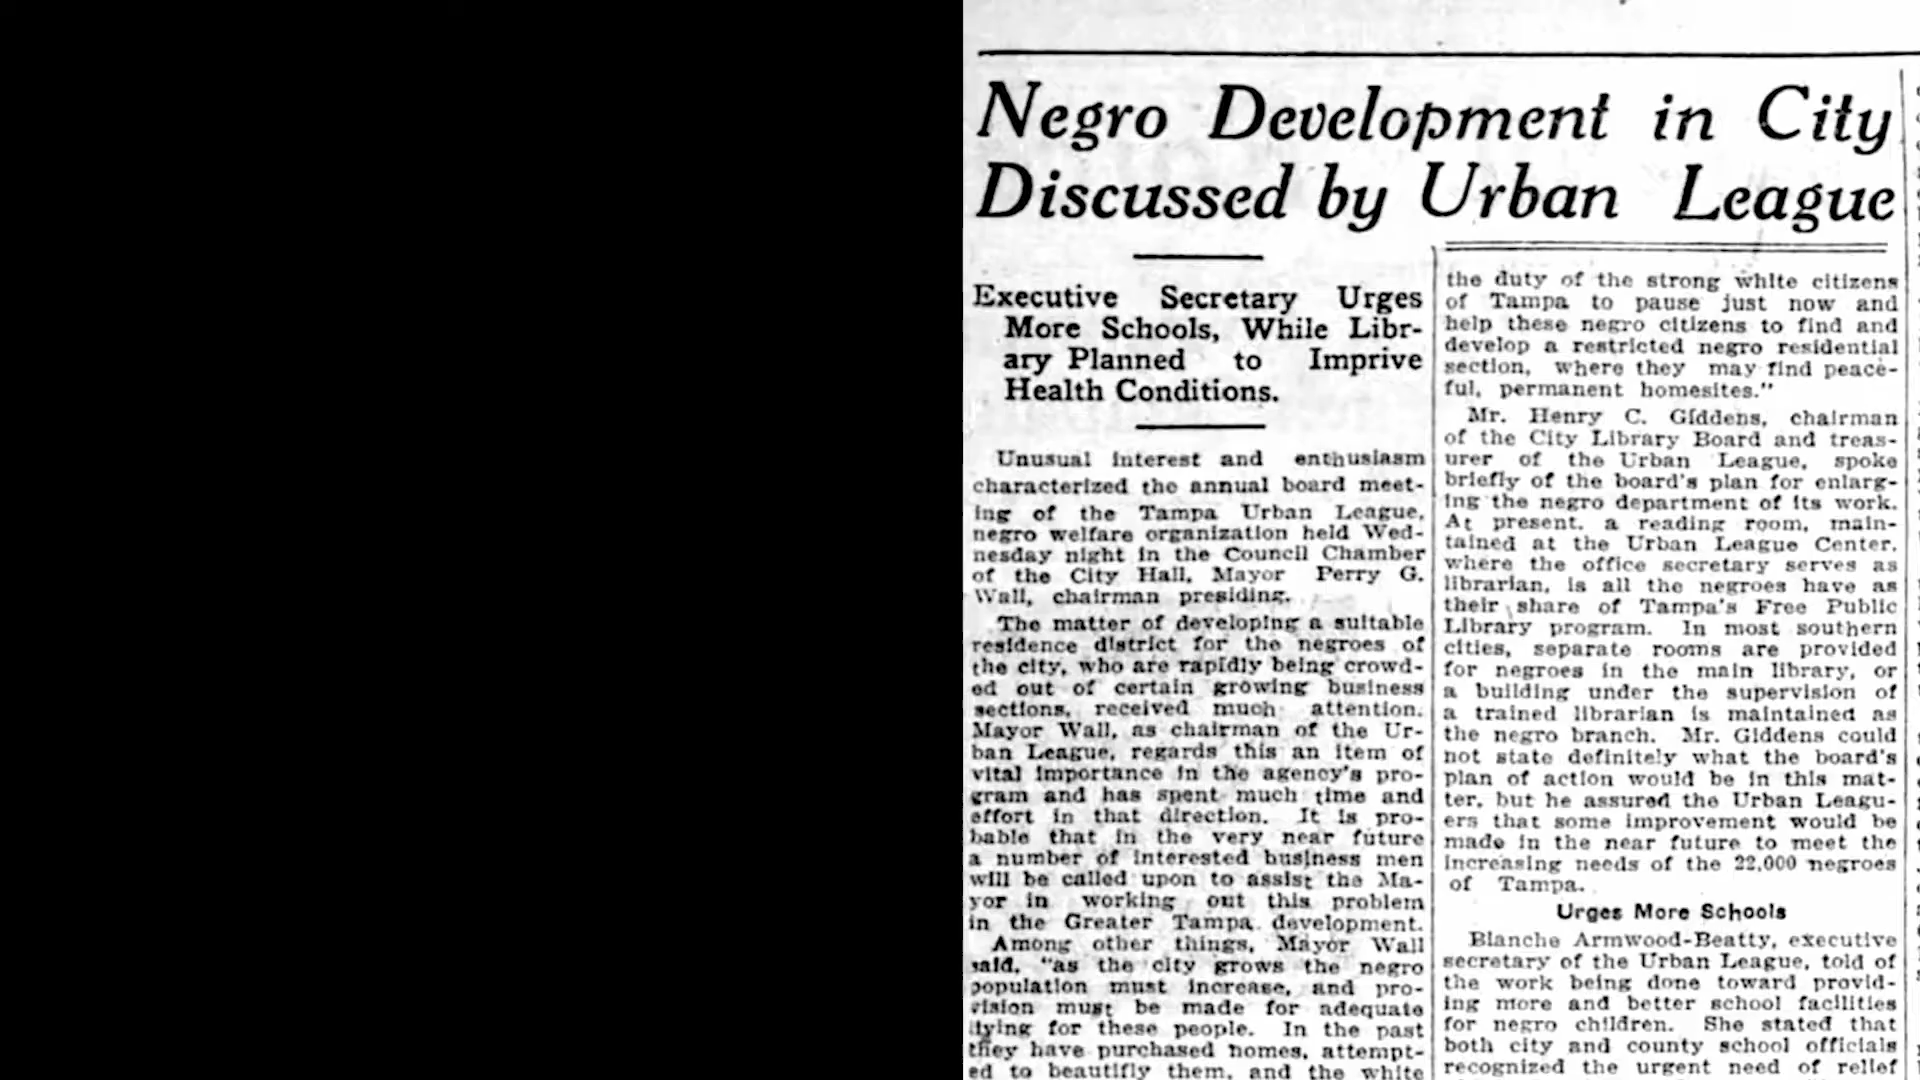 Negro Development in City
Discussed by Urban League
Executive Secretary Urges
More Schools, While Libr-
ary Planned to Imprive
Health Conditions.
Unusual interest and enthusiasm
characterized the annual board meet-
ing of the Tampa Urban League,
negro welfare organization held Wed-
nesday night in the Council Chamber
of the City Hall, Mayor Perry G.
Wall, chairman presiding.
The matter of developing a suitable
residence district for the negroes of
the city, who are rapidly being crowd-
ed out of certain growing business
sections, received much attention.
Mayor Wall, as chairman of the Ur-
ban League, regards this an item of
vital importance in the agency's pro-
gram and has spent much time and
effort in that direction. It is pro-
bable that in the very near future
a number of interested business men
will be called upon to assist the Ma-
yor in working out this problem
in the Greater Tampa development.
Among other things, Mayor Wall
said, "as the city grows the negro
population must increase, and pro-
vision must be made for adequate
lying for these people. In the past
they have purchased homes, attempt-
ed to beautifly them, and the white
the duty of the strong white citizens
of Tampa to pause just now and
help these negro citizens to find and
develop a restricted negro residential
section, where they may find peace-
ful, permanent homesites."
Mr. Henry C. Giddens, chairman
of the City Library Board and treas-
urer of the Urban League, spoke
briefly of the board's plan for enlarg-
ing the negro department of its work.
At present, a reading room, main-
tained at the Urban League Center,
where the office secretary serves as
librarian, is all the negroes have as
their share of Tampa's Free Public
Library program. In most southern
cities, separate rooms are provided
for negroes in the main library, or
a building under the supervision of
a trained librarian is maintained as
the negro branch. Mr. Giddens could
not state definitely what the board's
plan of action would be in this mat-
ter, but he assured the Urban Leagu-
ers that some improvement would be
made in the near future to meet the
increasing needs of the 22,000 negroes
of Tampa.
Urges More Schools
Blanche Armwood-Beatty, executive
secretary of the Urban League, told of
the work being done toward provid-
ing more and better school facilities
for negro children. She stated that
both city and county school officials
recognized the urgent need of relief